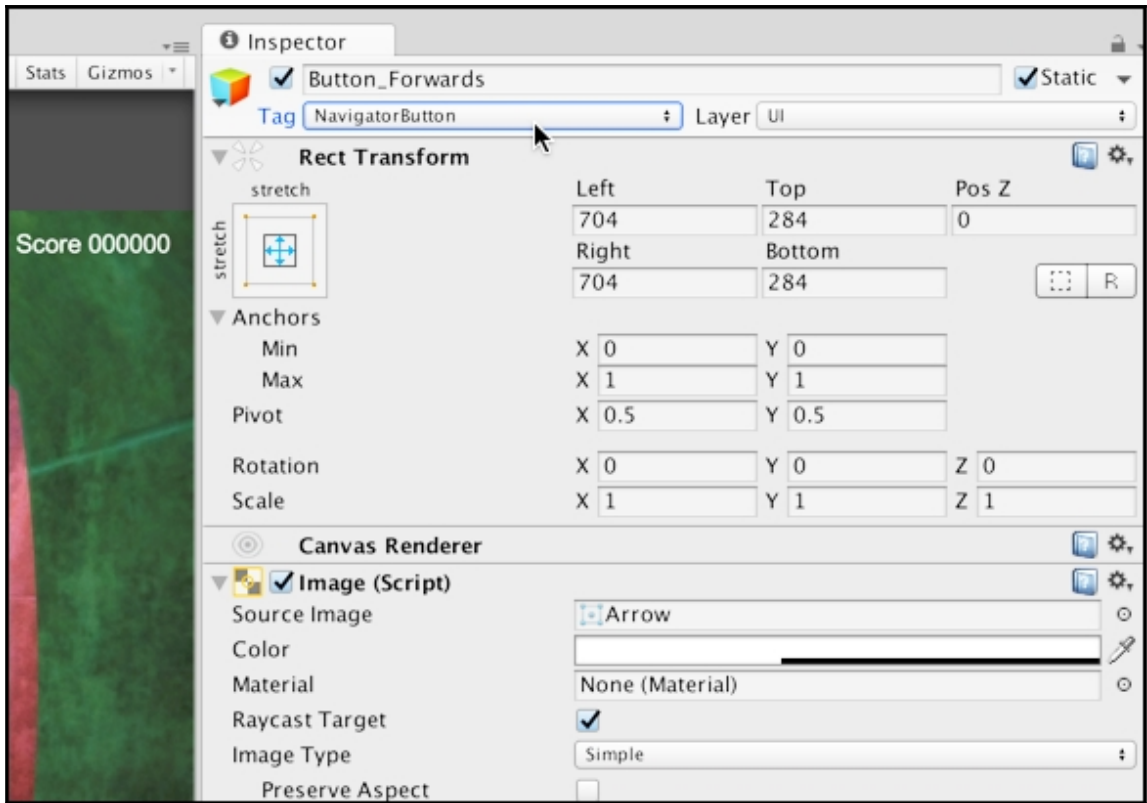 Inspector
Stats Gizmos
Button_Forwards Static
Tag NavigatorButton Layer UI
Rect Transform
stretch
stretch
Left Top Pos Z
704 284 0
Right Bottom
704 284 R
Score 000000
Anchors
Min X 0 Y 0
Max X 1 Y 1
Pivot X 0.5 Y 0.5
Rotation X 0 Y 0 Z 0
Scale X 1 Y 1 Z 1
Canvas Renderer
Image (Script)
Source Image Arrow
Color
Material None (Material)
Raycast Target
Image Type Simple
Preserve Aspect